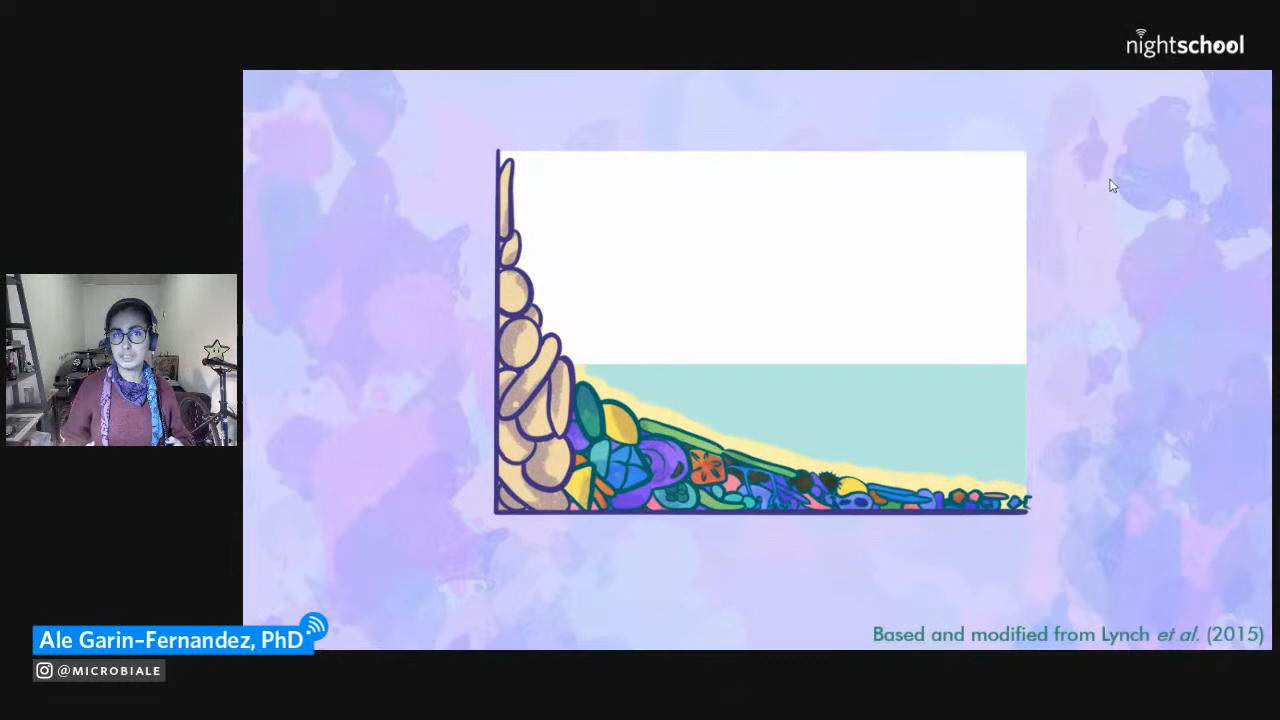 nightschool
Ale Garin-Fernandez, PhD
@MICROBIALE
Based and modified from Lynch et al. (2015)